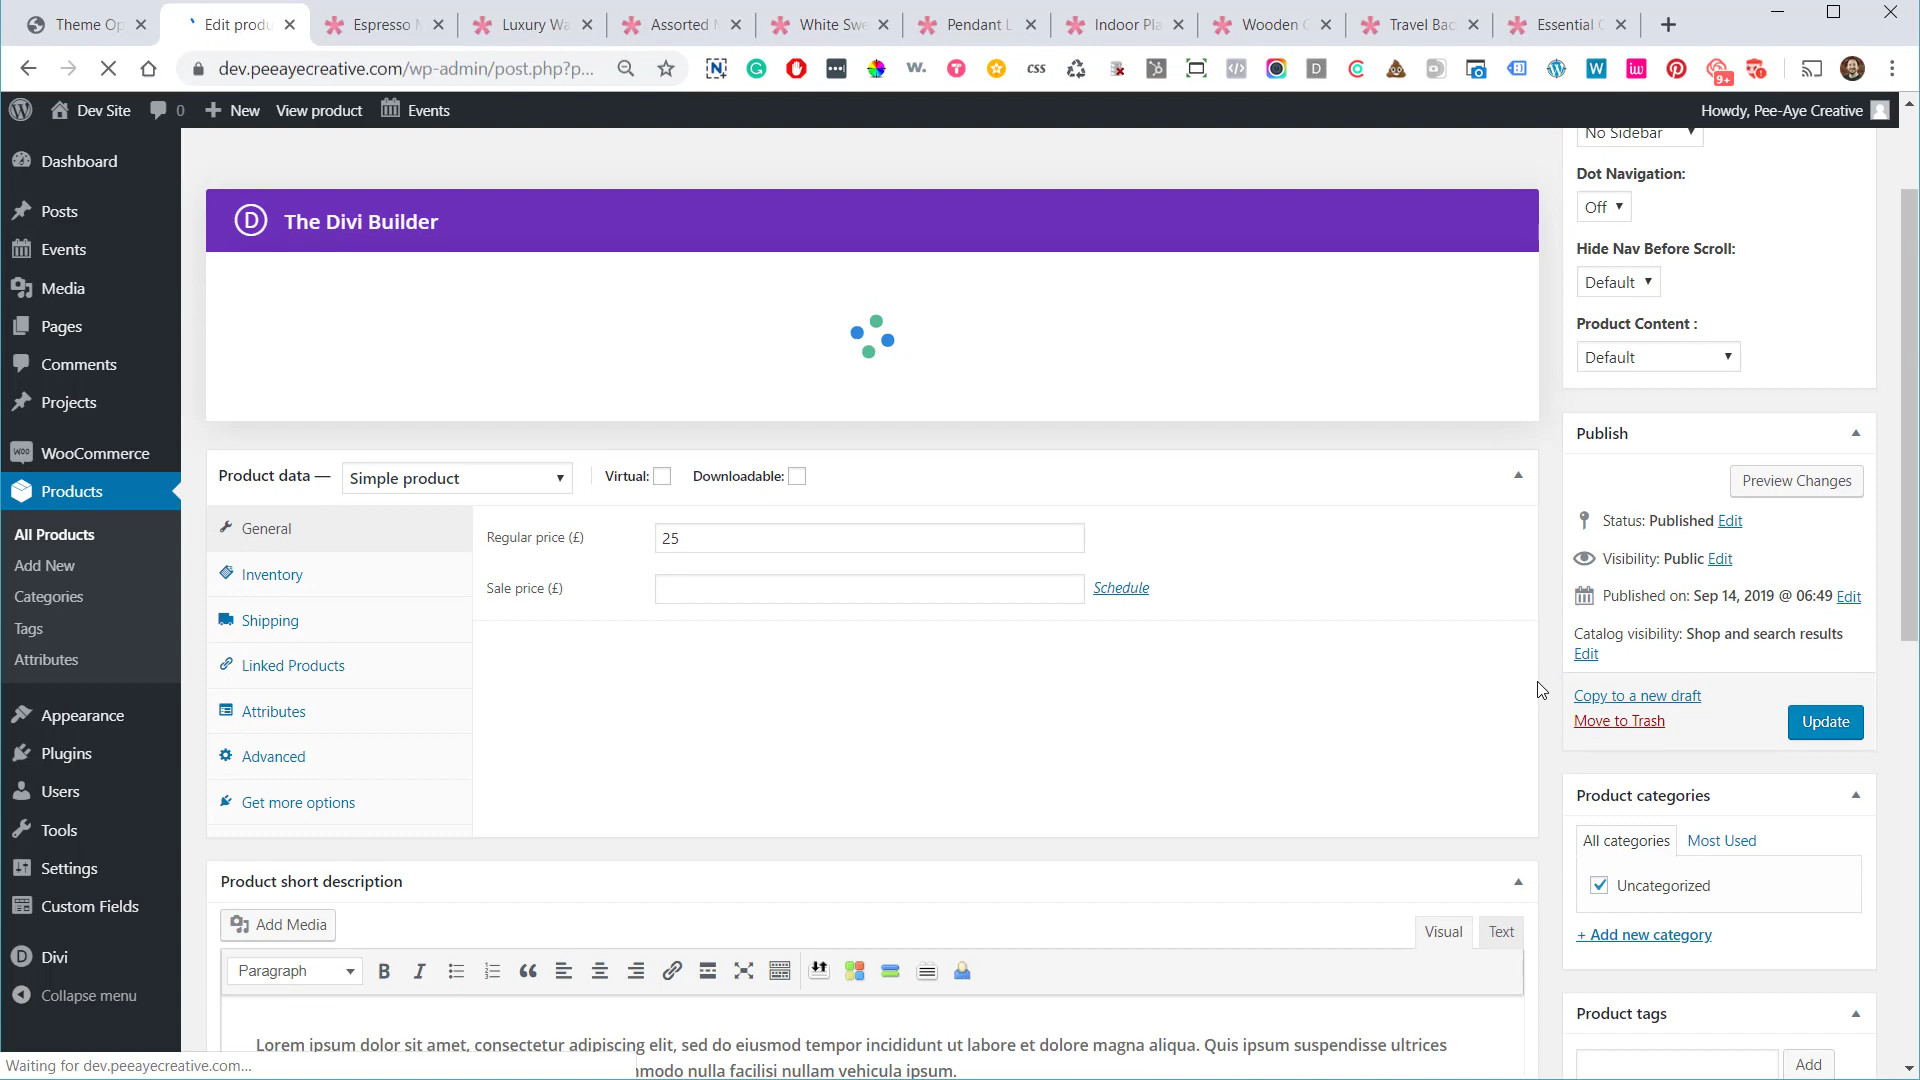 Theme Op
Edit produ
Espresso M
Luxury Wa
Assorted
White Swe
Pendant L
Indoor Pla
Wooden
Travel Bac
Essential
dev.peeayecreative.com/wp-admin/post.php?p...
Dev Site
0
New
View product
Events
Howdy, Pee-Aye Creative
Dashboard
Posts
Events
Media
Pages
Comments
Projects
WooCommerce
Products
All Products
Add New
Categories
Tags
Attributes
Appearance
Plugins
Users
Tools
Settings
Custom Fields
Divi
Collapse menu
The Divi Builder
Product data —
Simple product
Virtual:
Downloadable:
General
Inventory
Shipping
Linked Products
Attributes
Advanced
Get more options
Regular price (£)
25
Sale price (£)
Schedule
Product short description
Add Media
Visual
Text
Paragraph
Lorem ipsum dolor sit amet, consectetur adipiscing elit, sed do eiusmod tempor incididunt ut labore et dolore magna aliqua. Quis ipsum suspendisse ultrices
modo nulla facilisi nullam vehicula ipsum.
No Sidebar
Dot Navigation:
Off
Hide Nav Before Scroll:
Default
Product Content :
Default
Publish
Preview Changes
Status: Published Edit
Visibility: Public Edit
Published on: Sep 14, 2019 @ 06:49 Edit
Catalog visibility: Shop and search results
Edit
Copy to a new draft
Move to Trash
Update
Product categories
All categories
Most Used
Uncategorized
+ Add new category
Product tags
Add
Waiting for dev.peeayecreative.com...